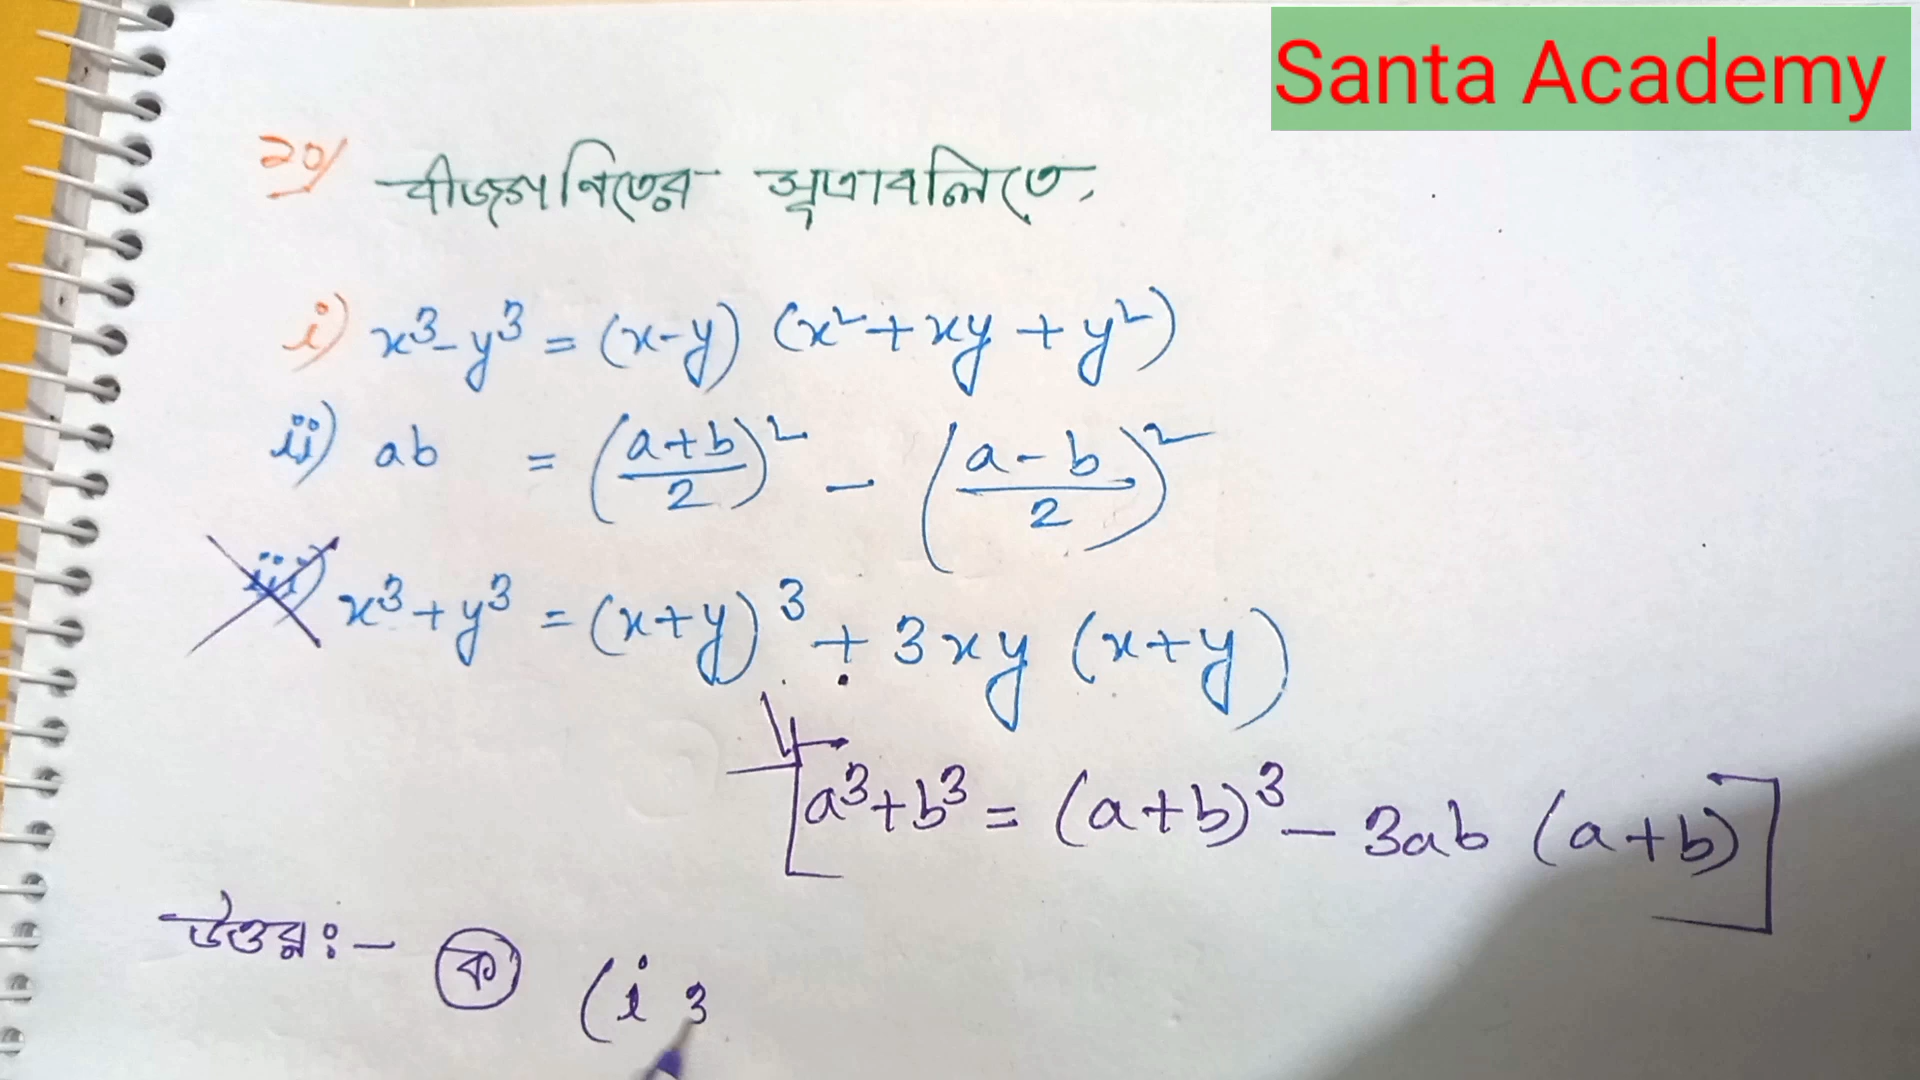 Santa Academy
২০/ বীজগণিতের সূত্রাবলিতে,
i) x³-y³ = (x-y) (x²+xy+y²)
ii) ab = (a+b/2)² - (a-b/2)²
iii) x³+y³ = (x+y)³ + 3xy (x+y)
[a³+b³ = (a+b)³ - 3ab (a+b)]
উত্তর:- ক (i ও